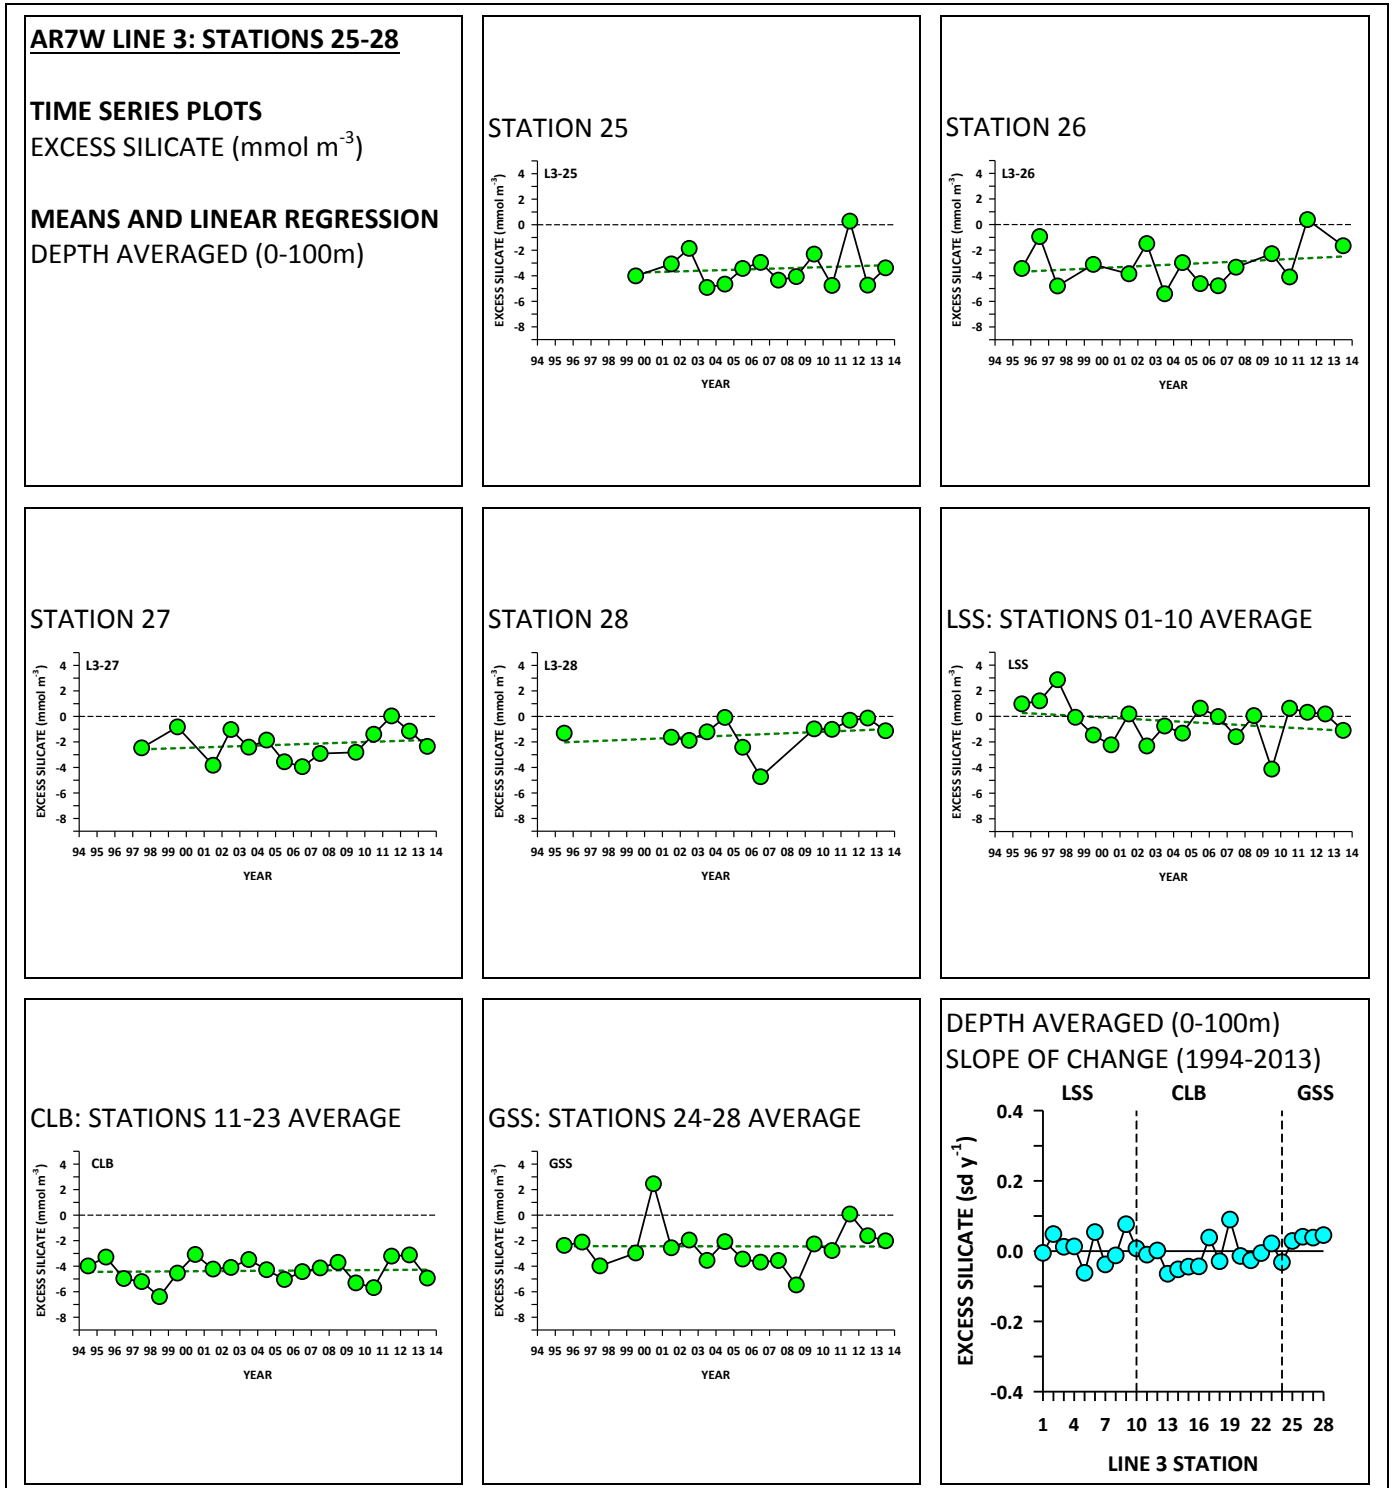 AR7W LINE 3: STATIONS 25-28
TIME SERIES PLOTS
EXCESS SILICATE (mmol m-3)
MEANS AND LINEAR REGRESSION
DEPTH AVERAGED (0-100m)
STATION 25
L3-25
EXCESS SILICATE (mmol m-3)
4
2
0
-2
-4
-6
-8
94 95 96 97 98 99 00 01 02 03 04 05 06 07 08 09 10 11 12 13 14
YEAR
STATION 26
L3-26
EXCESS SILICATE (mmol m-3)
4
2
0
-2
-4
-6
-8
94 95 96 97 98 99 00 01 02 03 04 05 06 07 08 09 10 11 12 13 14
YEAR
STATION 27
L3-27
EXCESS SILICATE (mmol m-3)
4
2
0
-2
-4
-6
-8
94 95 96 97 98 99 00 01 02 03 04 05 06 07 08 09 10 11 12 13 14
YEAR
STATION 28
L3-28
EXCESS SILICATE (mmol m-3)
4
2
0
-2
-4
-6
-8
94 95 96 97 98 99 00 01 02 03 04 05 06 07 08 09 10 11 12 13 14
YEAR
LSS: STATIONS 01-10 AVERAGE
LSS
EXCESS SILICATE (mmol m-3)
4
2
0
-2
-4
-6
-8
94 95 96 97 98 99 00 01 02 03 04 05 06 07 08 09 10 11 12 13 14
YEAR
CLB: STATIONS 11-23 AVERAGE
CLB
EXCESS SILICATE (mmol m-3)
4
2
0
-2
-4
-6
-8
94 95 96 97 98 99 00 01 02 03 04 05 06 07 08 09 10 11 12 13 14
YEAR
GSS: STATIONS 24-28 AVERAGE
GSS
EXCESS SILICATE (mmol m-3)
4
2
0
-2
-4
-6
-8
94 95 96 97 98 99 00 01 02 03 04 05 06 07 08 09 10 11 12 13 14
YEAR
DEPTH AVERAGED (0-100m)
SLOPE OF CHANGE (1994-2013)
LSS CLB GSS
EXCESS SILICATE (sd y-1)
0.4
0.2
0.0
-0.2
-0.4
1 4 7 10 13 16 19 22 25 28
LINE 3 STATION